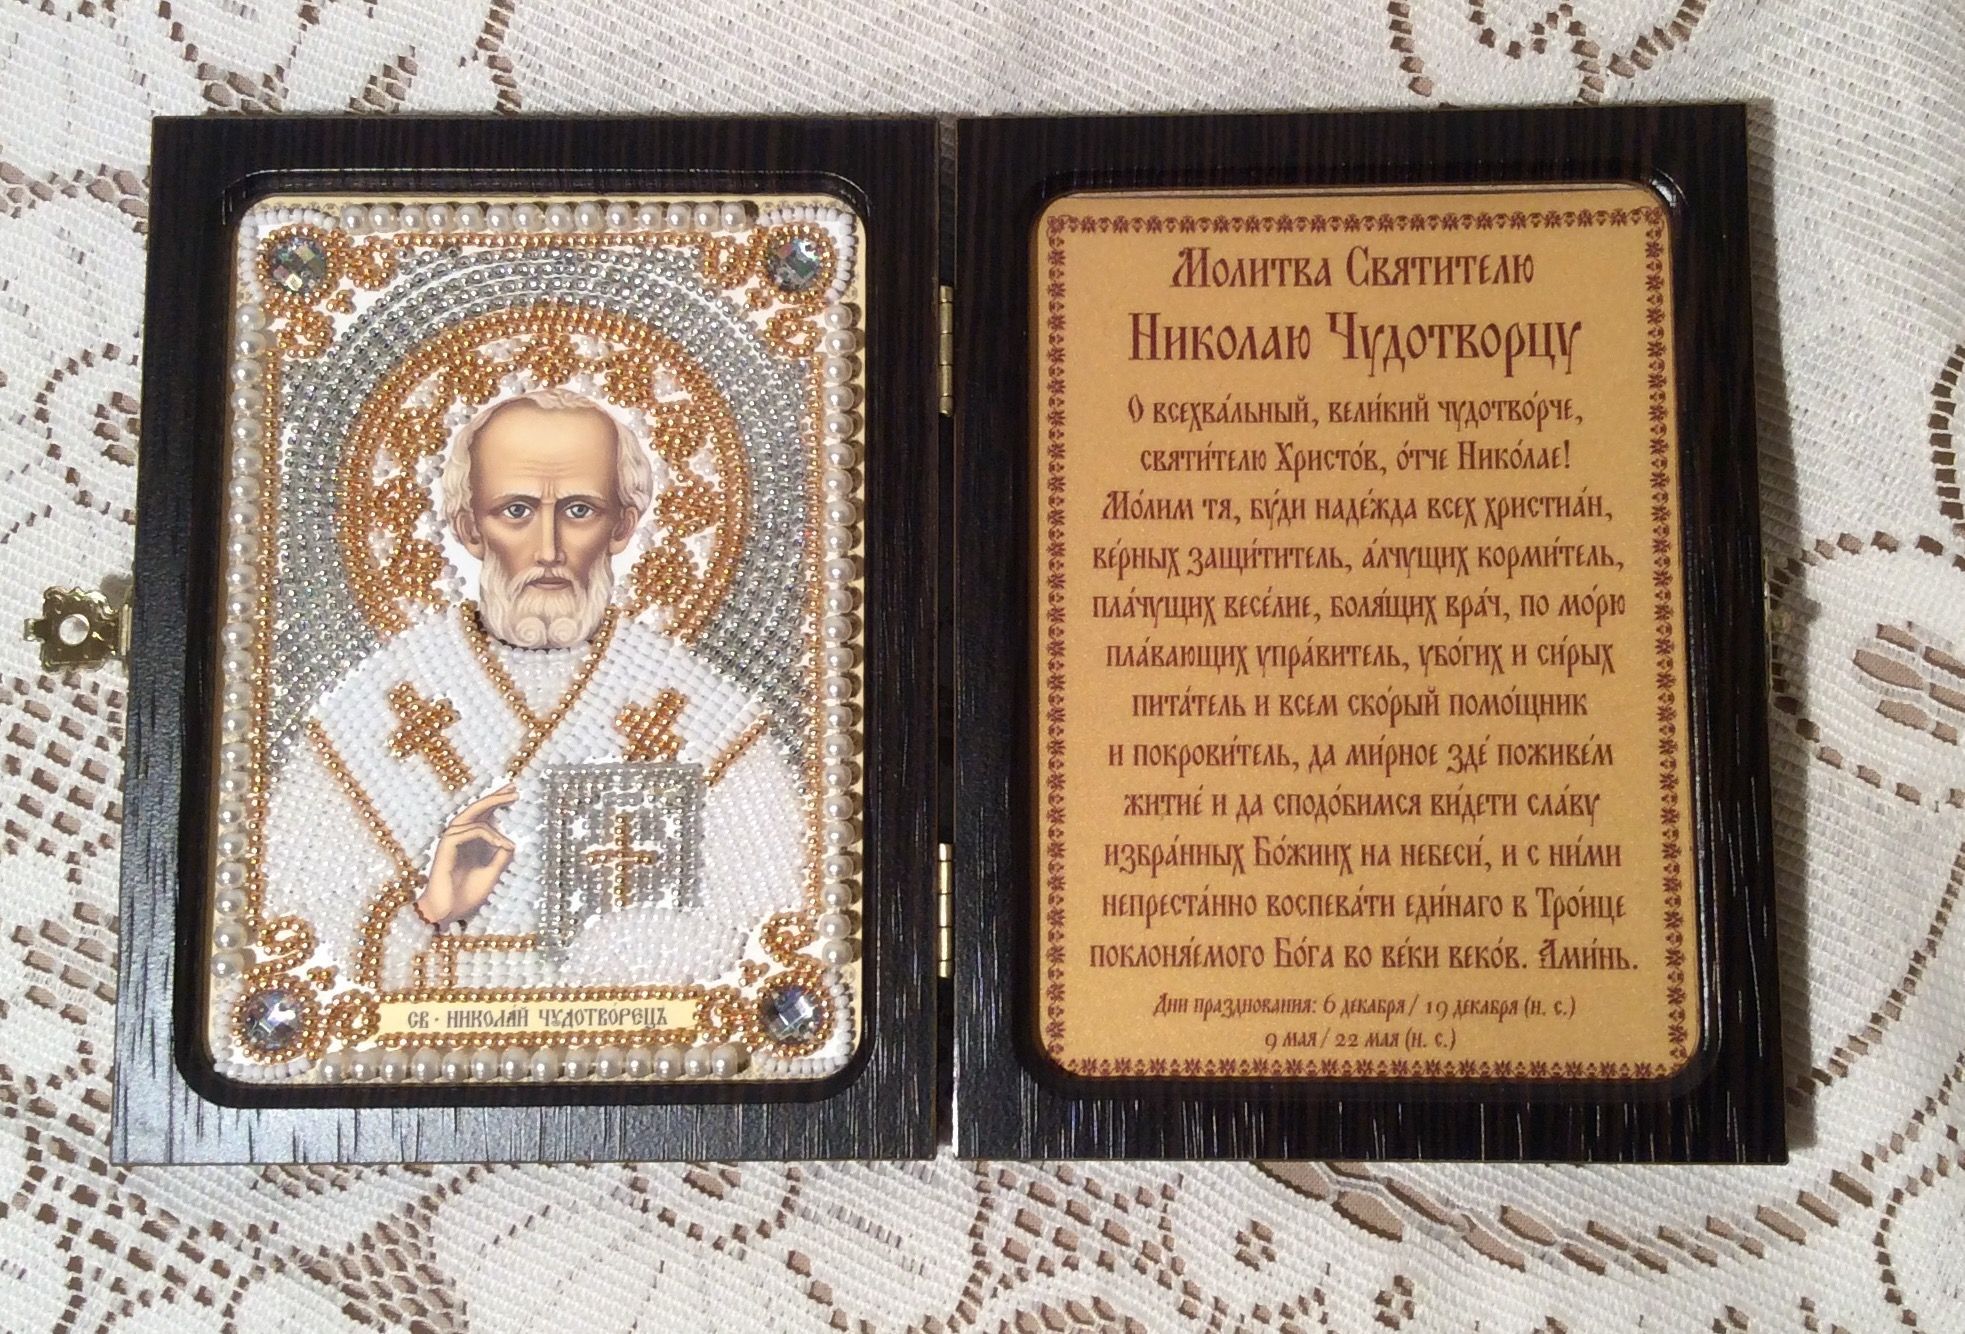 св · николай чудотворецъ
Молитва Святителю
Николаю Чудотворцу
О всехва́льный, вели́кий чудотво́рче,
святи́телю Христо́в, о́тче Нико́лае!
Мо́лим тя, бу́ди наде́жда всех христиа́н,
ве́рных защи́титель, а́лчущих корми́тель,
пла́чущих весе́лие, боля́щих вра́ч, по мо́рю
пла́вающих упра́витель, убо́гих и си́рых
пита́тель и всем ско́рый помо́щник
и покрови́тель, да ми́рное зде́ поживе́м
житие́ и да сподо́бимся ви́дети сла́ву
избра́нных Бо́жиих на небеси́, и с ни́ми
непреста́нно воспева́ти еди́наго в Тро́ице
поклоня́емого Бо́га во ве́ки веко́в. Ами́нь.
Дни празднования: 6 декабря / 19 декабря (н. с.)
9 мая / 22 мая (н. с.)